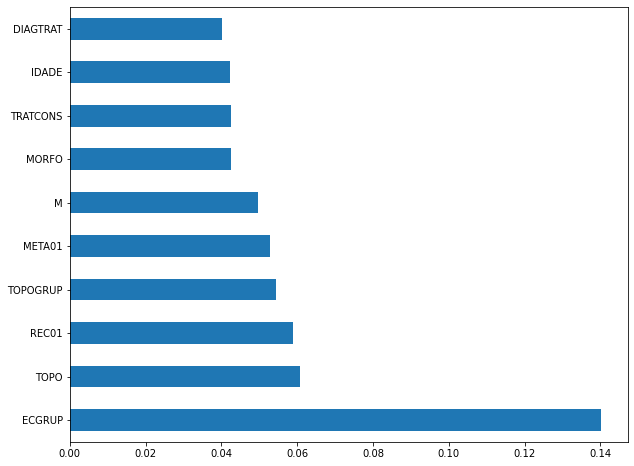 DIAGTRAT
IDADE
TRATCONS
MORFO
M
META01
TOPOGRUP
REC01
TOPO
ECGRUP
0.00 0.02 0.04 0.06 0.08 0.10 0.12 0.14